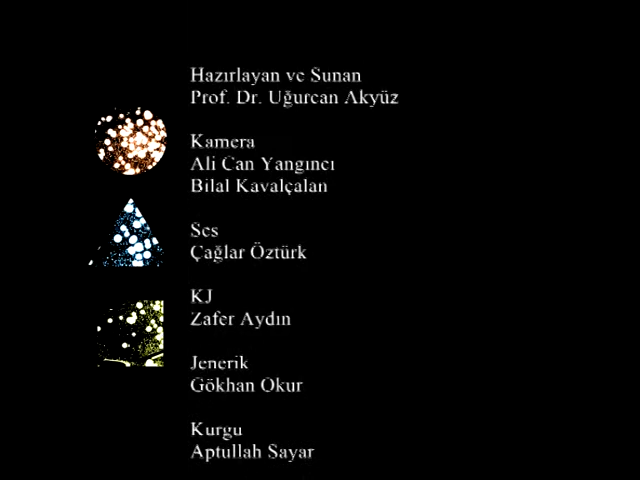 Hazırlayan ve Sunan
Prof. Dr. Uğurcan Akyüz
Kamera
Ali Can Yangıncı
Bilal Kavalçalan
Ses
Çağlar Öztürk
KJ
Zafer Aydın
Jenerik
Gökhan Okur
Kurgu
Aptullah Sayar